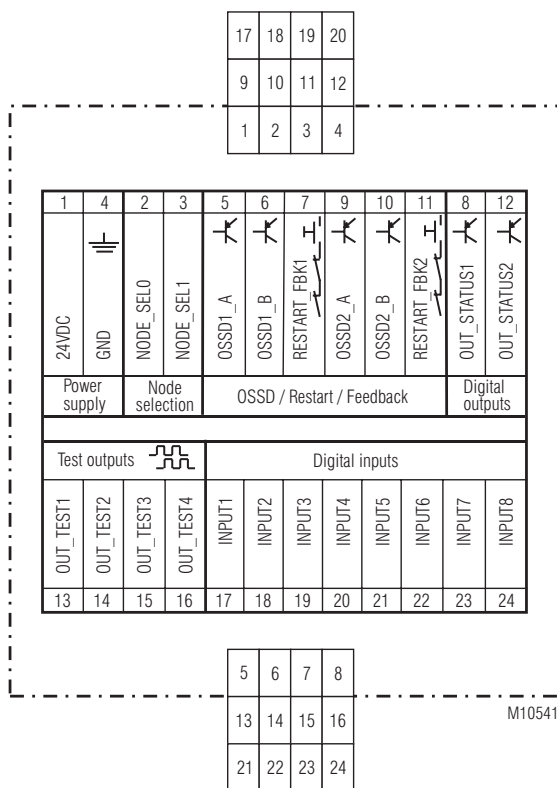 17 18 19 20
9 10 11 12
1 2 3 4
1 4 2 3 5 6 7 9 10 11 8 12
24VDC
GND
NODE_SEL0
NODE_SEL1
OSSD1_A
OSSD1_B
RESTART_FBK1
OSSD2_A
OSSD2_B
RESTART_FBK2
OUT_STATUS1
OUT_STATUS2
Power
supply
Node
selection
OSSD / Restart / Feedback
Digital
outputs
Test outputs
Digital inputs
OUT_TEST1
OUT_TEST2
OUT_TEST3
OUT_TEST4
INPUT1
INPUT2
INPUT3
INPUT4
INPUT5
INPUT6
INPUT7
INPUT8
13 14 15 16 17 18 19 20 21 22 23 24
5 6 7 8
13 14 15 16
21 22 23 24
M10541